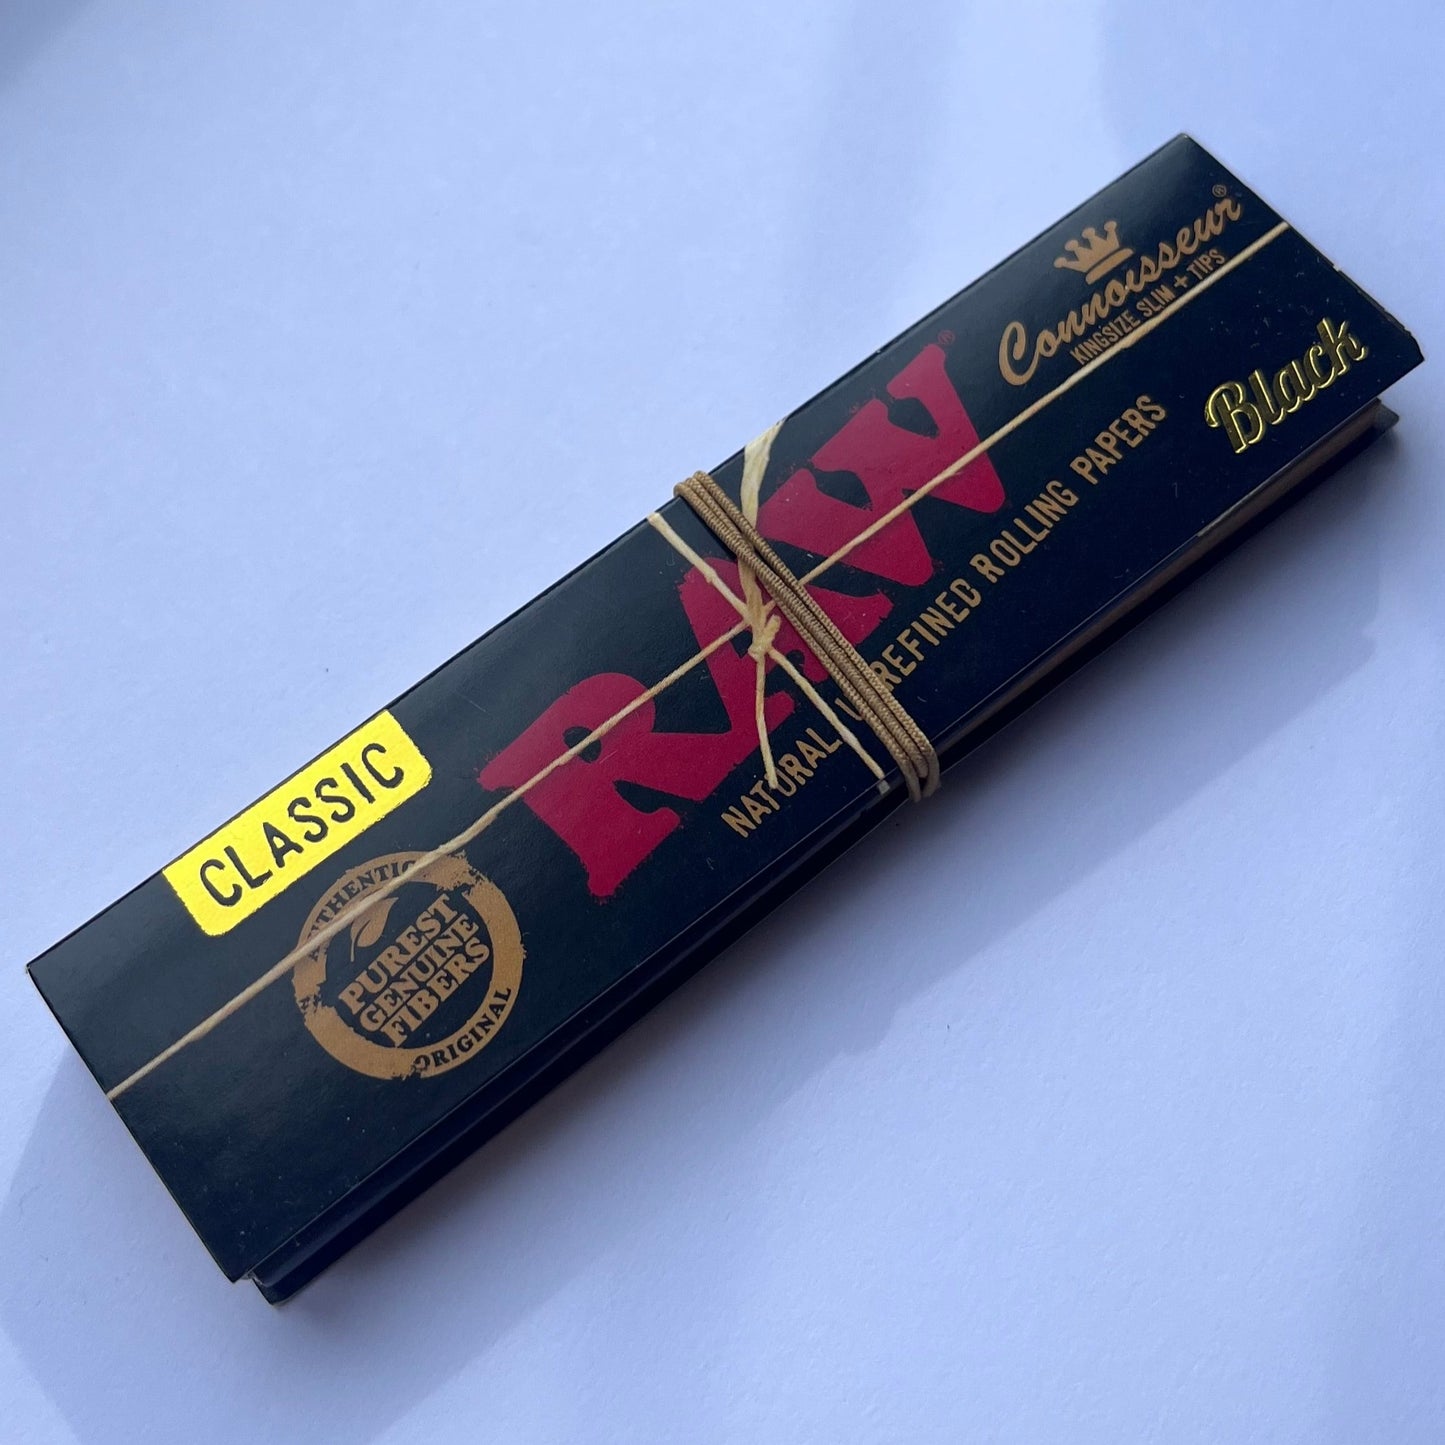 Connoisseur®
KINGSIZE SLIM + TIPS
Black
RAW®
NATURAL UNREFINED ROLLING PAPERS
CLASSIC
AUTHENTIC
PUREST
GENUINE
FIBERS
ORIGINAL